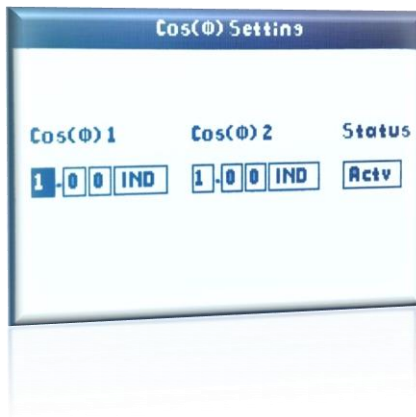 Cos(Φ) Setting
Cos(Φ)1 Cos(Φ)2 Status
1.00 IND 1.00 IND Actv